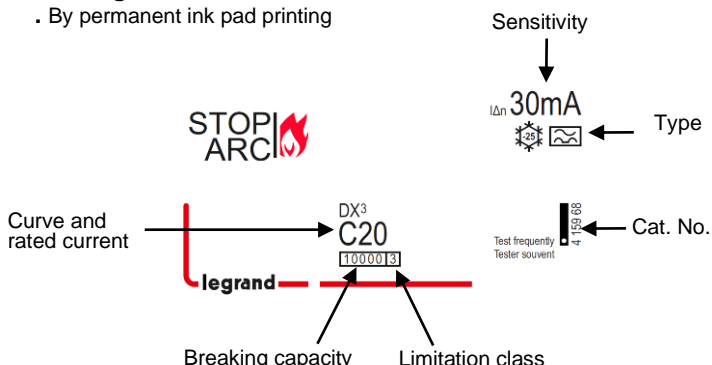 . By permanent ink pad printing
Sensitivity
IΔn 30mA
STOP
ARC
-25
Type
Curve and
rated current
DX³
C20
10000 3
Test frequently
Tester souvent
4 159 68
Cat. No.
legrand
Breaking capacity
Limitation class